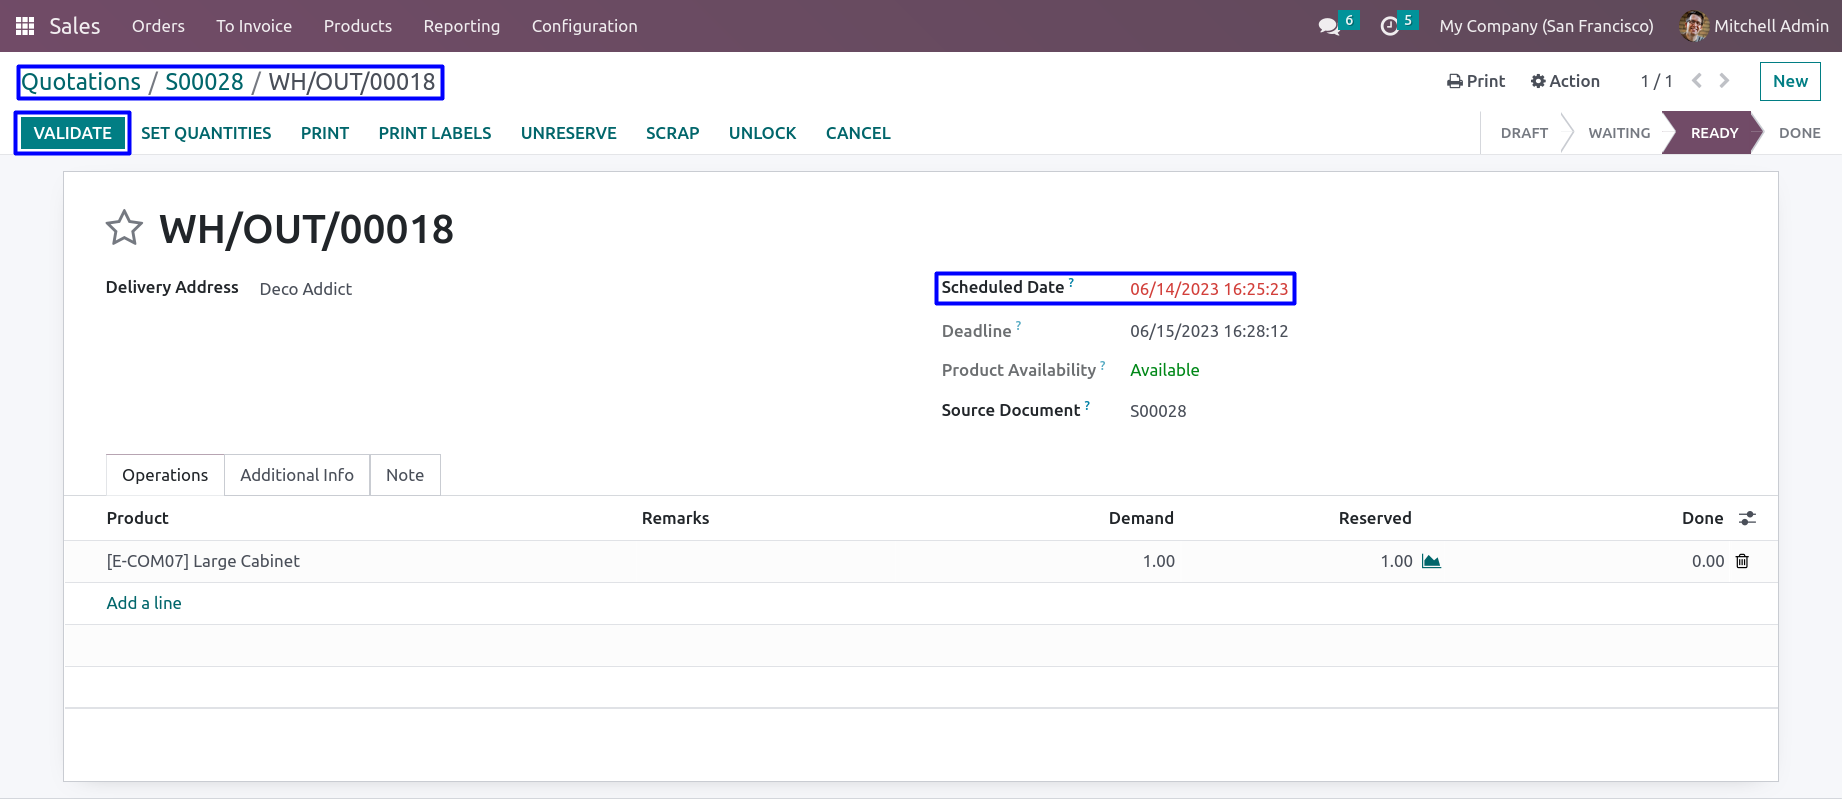 Sales Orders To Invoice Products Reporting Configuration 6 5 My Company (San Francisco) Mitchell Admin
Quotations / S00028 / WH/OUT/00018 Print Action 1 / 1 New
VALIDATE SET QUANTITIES PRINT PRINT LABELS UNRESERVE SCRAP UNLOCK CANCEL DRAFT WAITING READY DONE
WH/OUT/00018
Delivery Address Deco Addict Scheduled Date ? 06/14/2023 16:25:23
Deadline ? 06/15/2023 16:28:12
Product Availability ? Available
Source Document ? S00028
Operations Additional Info Note
Product Remarks Demand Reserved Done
[E-COM07] Large Cabinet 1.00 1.00 0.00
Add a line